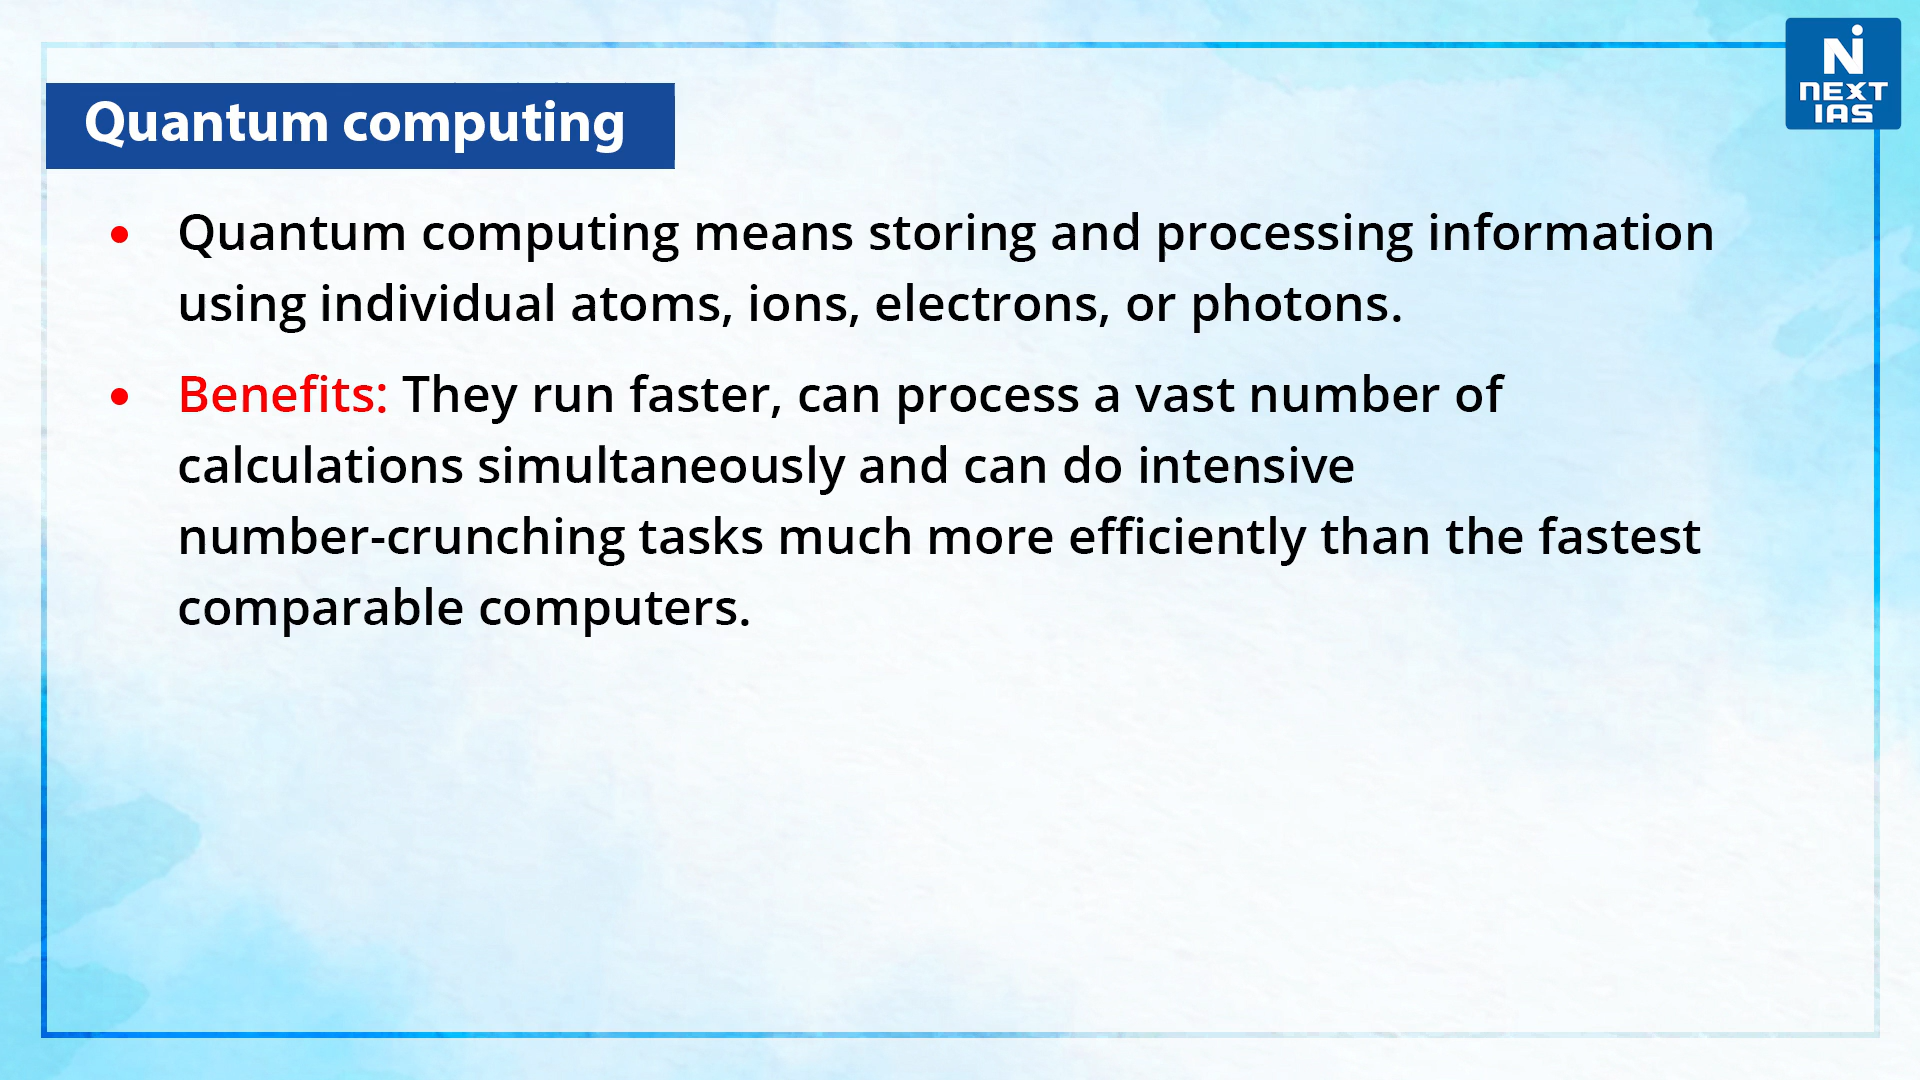 NEXT
IAS
Quantum computing
• Quantum computing means storing and processing information
using individual atoms, ions, electrons, or photons.
• Benefits: They run faster, can process a vast number of
calculations simultaneously and can do intensive
number-crunching tasks much more efficiently than the fastest
comparable computers.